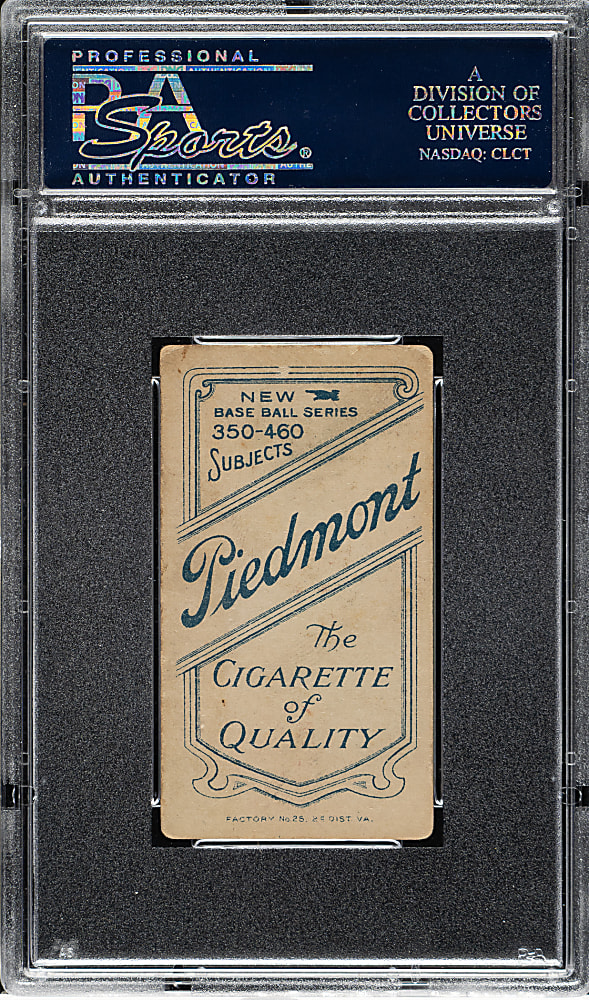 PROFESSIONAL
PSA
Sports®
AUTHENTICATOR
A
DIVISION OF
COLLECTORS
UNIVERSE
NASDAQ: CLCT
NEW
BASE BALL SERIES
350-460
SUBJECTS
Piedmont
The
CIGARETTE
of
QUALITY
FACTORY No.25, 2D DIST. VA.